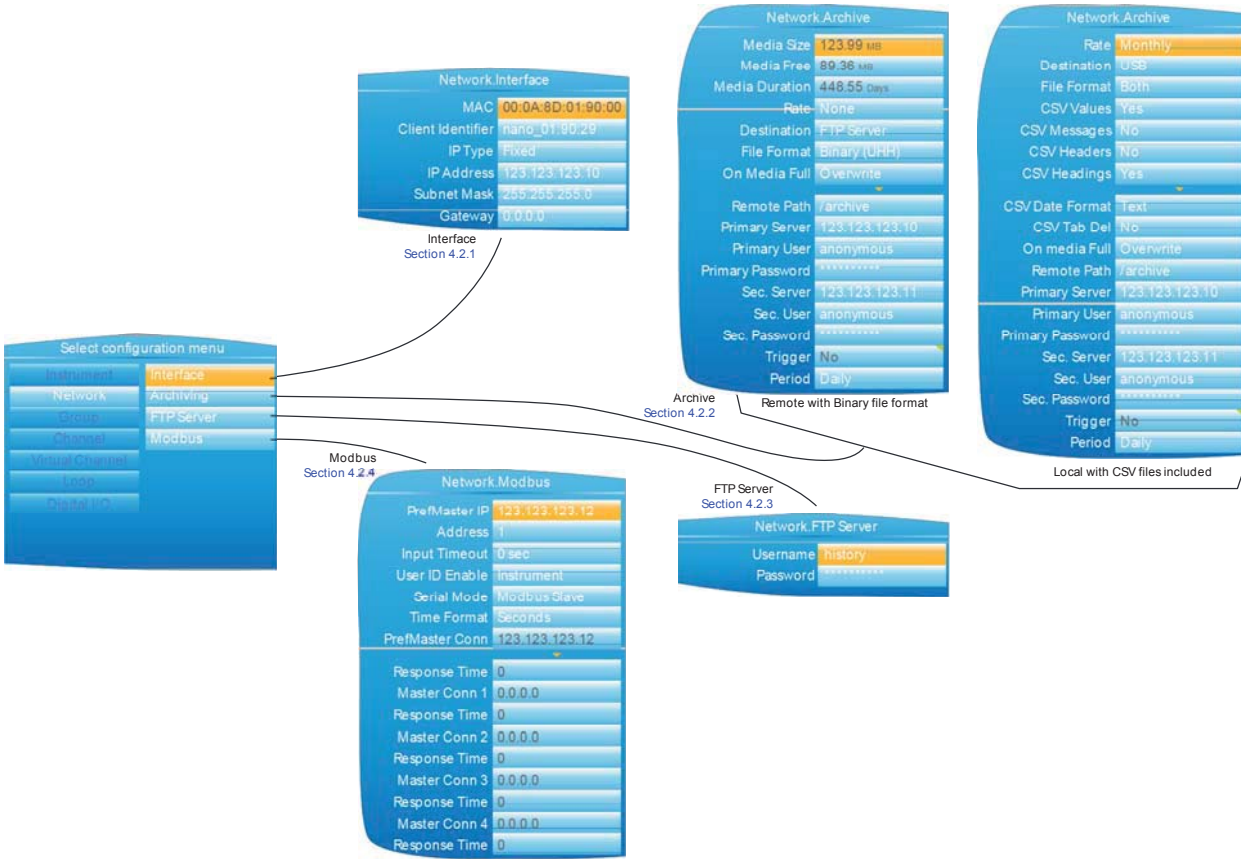 Select configuration menu
Instrument
Network
Group
Channel
Virtual Channel
Loop
Digital I/O
Interface
Archiving
FTP Server
Modbus
Network.Interface
MAC 00:0A:8D:01:90:00
Client Identifier nano_01:90:29
IP Type Fixed
IP Address 123.123.123.10
Subnet Mask 255.255.255.0
Gateway 0.0.0.0
Interface
Section 4.2.1
Network.Archive
Media Size 123.99 MB
Media Free 89.36 MB
Media Duration 448.55 Days
Rate None
Destination FTP Server
File Format Binary (UHH)
On Media Full Overwrite
Remote Path /archive
Primary Server 123.123.123.10
Primary User anonymous
Primary Password **********
Sec. Server 123.123.123.11
Sec. User anonymous
Sec. Password **********
Trigger No
Period Daily
Remote with Binary file format
Archive
Section 4.2.2
Network.Archive
Rate Monthly
Destination USB
File Format Both
CSV Values Yes
CSV Messages No
CSV Headers No
CSV Headings Yes
CSV Date Format Text
CSV Tab Del No
On media Full Overwrite
Remote Path /archive
Primary Server 123.123.123.10
Primary User anonymous
Primary Password **********
Sec. Server 123.123.123.11
Sec. User anonymous
Sec. Password **********
Trigger No
Period Daily
Local with CSV files included
FTP Server
Section 4.2.3
Network.FTP Server
Username history
Password **********
Modbus
Section 4.2.4
Network.Modbus
PrefMaster IP 123.123.123.12
Address 1
Input Timeout 0 sec
User ID Enable instrument
Serial Mode Modbus Slave
Time Format Seconds
PrefMaster Conn 123.123.123.12
Response Time 0
Master Conn 1 0.0.0.0
Response Time 0
Master Conn 2 0.0.0.0
Response Time 0
Master Conn 3 0.0.0.0
Response Time 0
Master Conn 4 0.0.0.0
Response Time 0